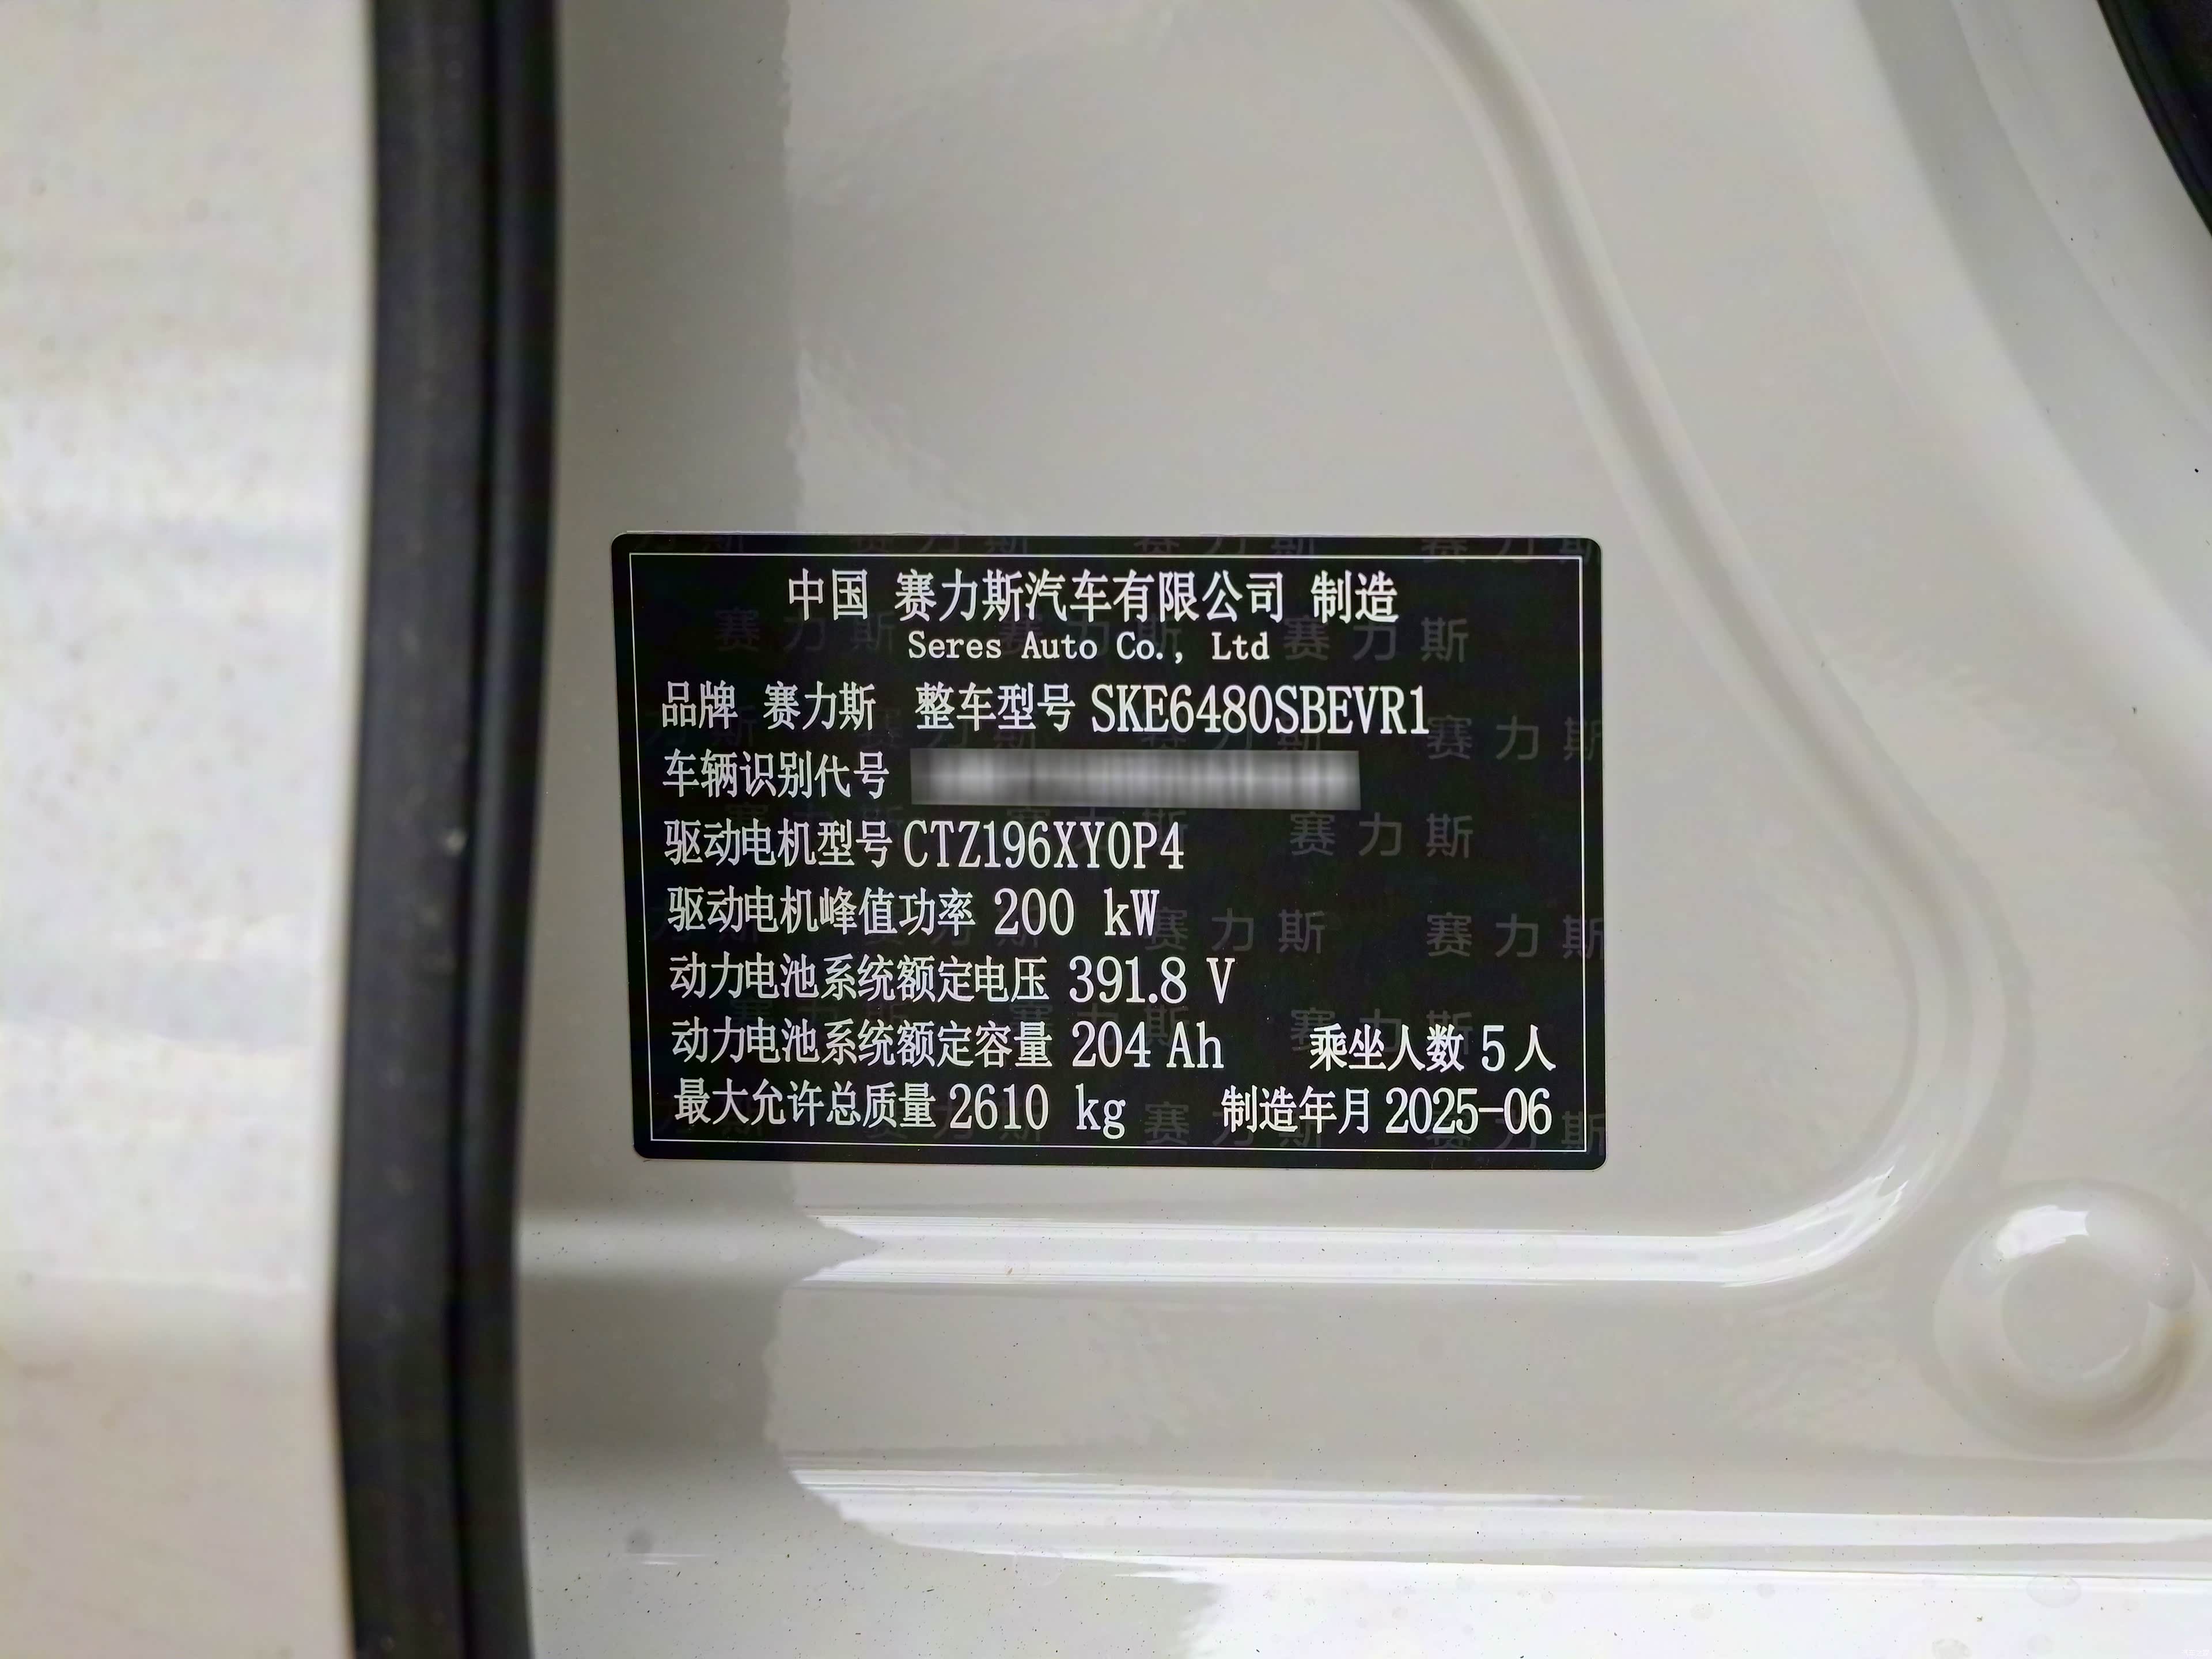 中国 赛力斯汽车有限公司 制造
Seres Auto Co., Ltd
品牌 赛力斯 整车型号 SKE6480SBEVR1
车辆识别代号
驱动电机型号 CTZ196XY0P4
驱动电机峰值功率 200 kW
动力电池系统额定电压 391.8 V
动力电池系统额定容量 204 Ah 乘坐人数 5 人
最大允许总质量 2610 kg 制造年月 2025-06